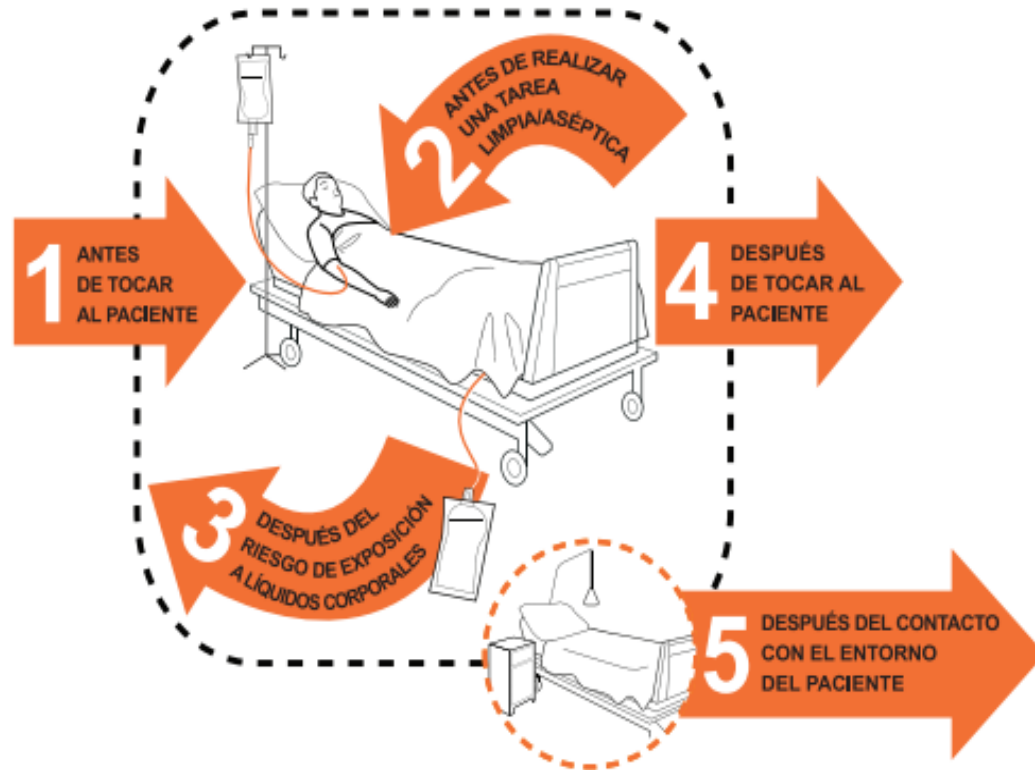 1 ANTES
DE TOCAR
AL PACIENTE
2 ANTES DE REALIZAR
UNA TAREA
LIMPIA/ASÉPTICA
3 DESPUÉS DEL
RIESGO DE EXPOSICIÓN
A LÍQUIDOS CORPORALES
4 DESPUÉS
DE TOCAR AL
PACIENTE
5 DESPUÉS DEL CONTACTO
CON EL ENTORNO
DEL PACIENTE